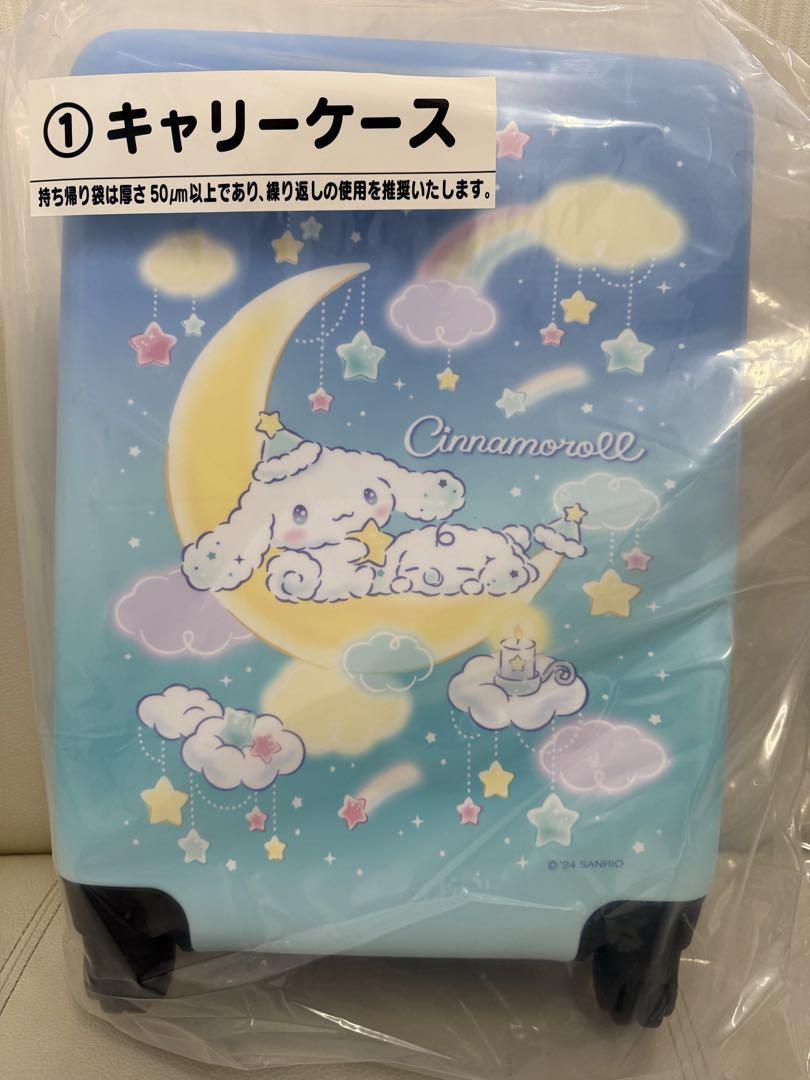 ①キャリーケース
持ち帰り袋は厚さ50μm以上であり、繰り返しの使用を推奨いたします。
Cinnamoroll
© '24 SANRIO